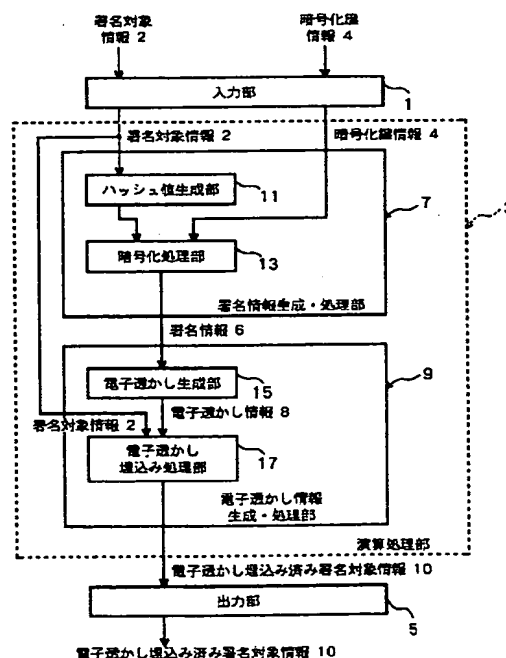 署名対象
情報 2
暗号化鍵
情報 4
入力部
1
署名対象情報 2
暗号化鍵情報 4
ハッシュ値生成部
11
7
3
暗号化処理部
13
署名情報生成・処理部
署名情報 6
電子透かし生成部
15
9
電子透かし情報 8
署名対象情報 2
電子透かし
埋込み処理部
17
電子透かし情報
生成・処理部
演算処理部
電子透かし埋込み済み署名対象情報 10
出力部
5
電子透かし埋込み済み署名対象情報 10